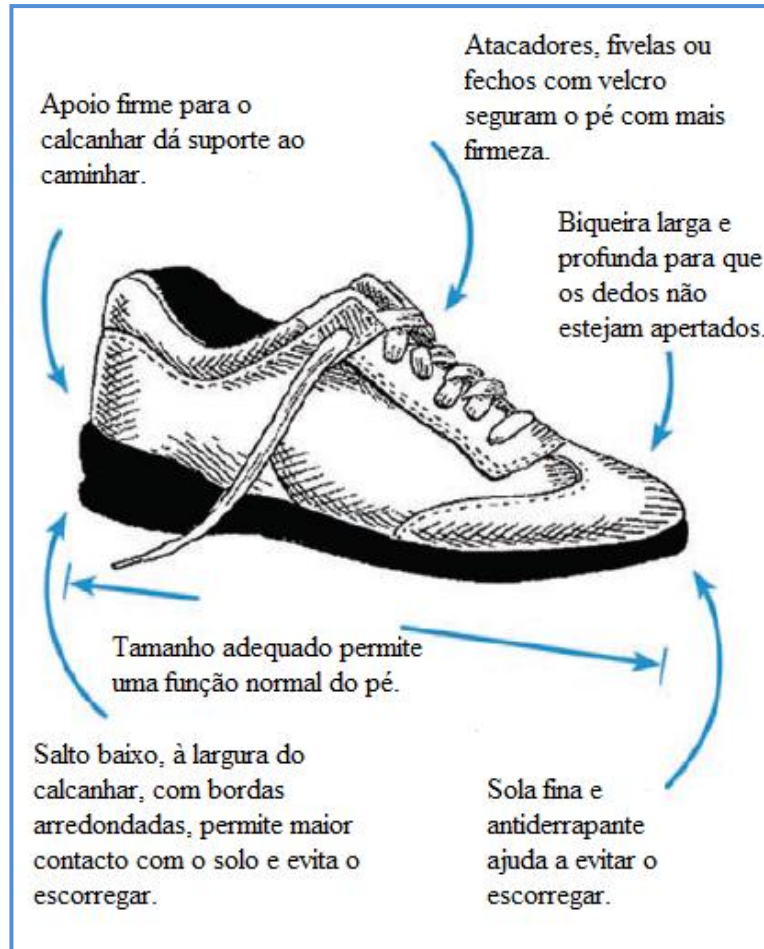 Atacadores, fivelas ou
fechos com velcro
seguram o pé com mais
firmeza.
Apoio firme para o
calcanhar dá suporte ao
caminhar.
Biqueira larga e
profunda para que
os dedos não
estejam apertados.
Tamanho adequado permite
uma função normal do pé.
Salto baixo, à largura do
calcanhar, com bordas
arredondadas, permite maior
contacto com o solo e evita o
escorregar.
Sola fina e
antiderrapante
ajuda a evitar o
escorregar.